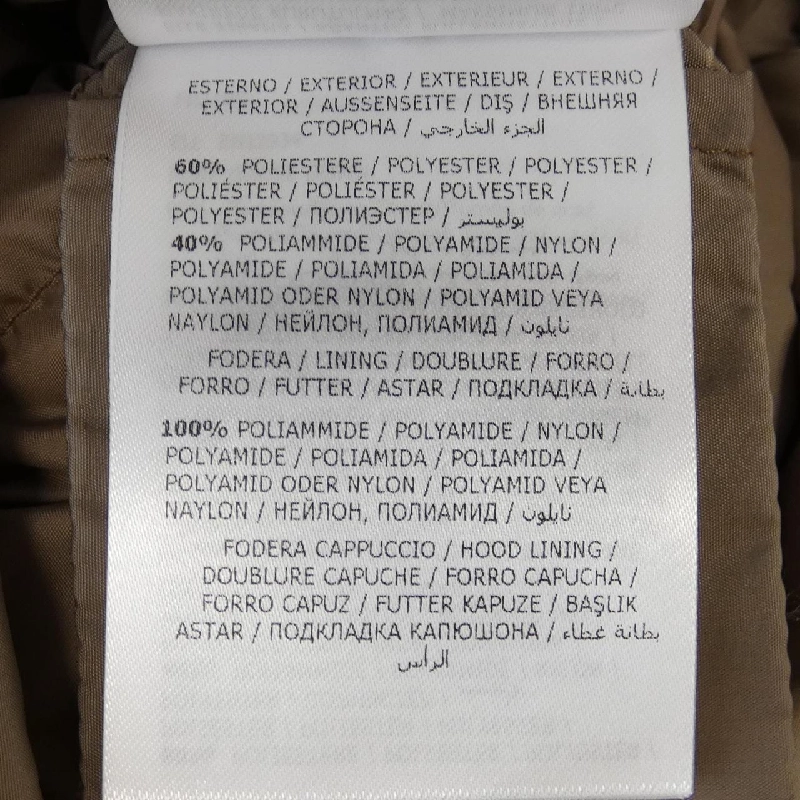 ESTERNO / EXTERIOR / EXTERIEUR / EXTERNO /
EXTERIOR / AUSSENSEITE / DIŞ / ВНЕШНЯЯ
СТОРОНА / الجزء الخارجي
60% POLIESTERE / POLYESTER / POLYESTER /
POLIÉSTER / POLIÉSTER / POLYESTER /
POLYESTER / ПОЛИЭСТЕР / بوليستر
40% POLIAMMIDE / POLYAMIDE / NYLON /
POLYAMIDE / POLIAMIDA / POLIAMIDA /
POLYAMID ODER NYLON / POLYAMID VEYA
NAYLON / НЕЙЛОН, ПОЛИАМИД / نايلون
FODERA / LINING / DOUBLURE / FORRO /
FORRO / FUTTER / ASTAR / ПОДКЛАДКА / بطانة
100% POLIAMMIDE / POLYAMIDE / NYLON /
POLYAMIDE / POLIAMIDA / POLIAMIDA /
POLYAMID ODER NYLON / POLYAMID VEYA
NAYLON / НЕЙЛОН, ПОЛИАМИД / نايلون
FODERA CAPPUCCIO / HOOD LINING /
DOUBLURE CAPUCHE / FORRO CAPUCHA /
FORRO CAPUZ / FUTTER KAPUZE / BAŞLIK
ASTAR / ПОДКЛАДКА КАПЮШОНА / بطانة غطاء
الرأس